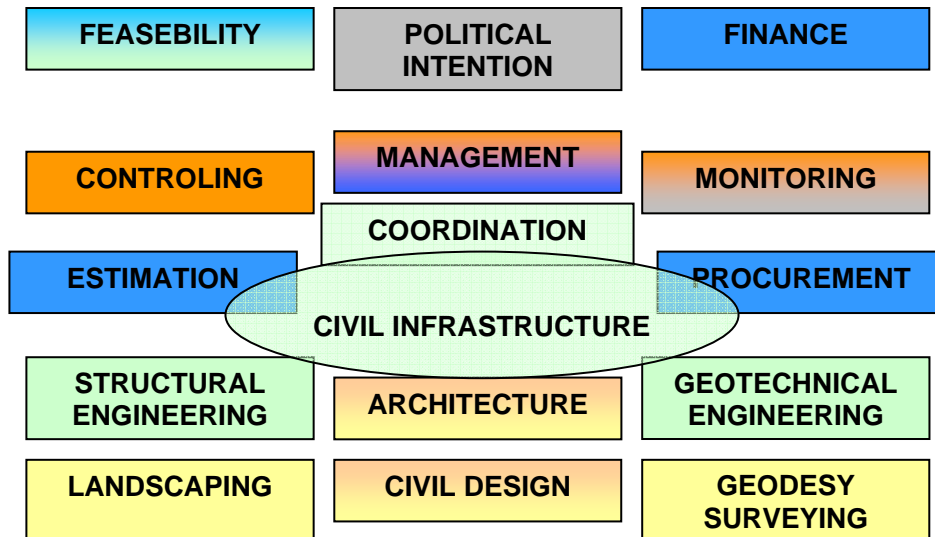 FEASEBILITY
POLITICAL
INTENTION
FINANCE
CONTROLING
MANAGEMENT
MONITORING
COORDINATION
ESTIMATION
PROCUREMENT
CIVIL INFRASTRUCTURE
STRUCTURAL
ENGINEERING
ARCHITECTURE
GEOTECHNICAL
ENGINEERING
LANDSCAPING
CIVIL DESIGN
GEODESY
SURVEYING